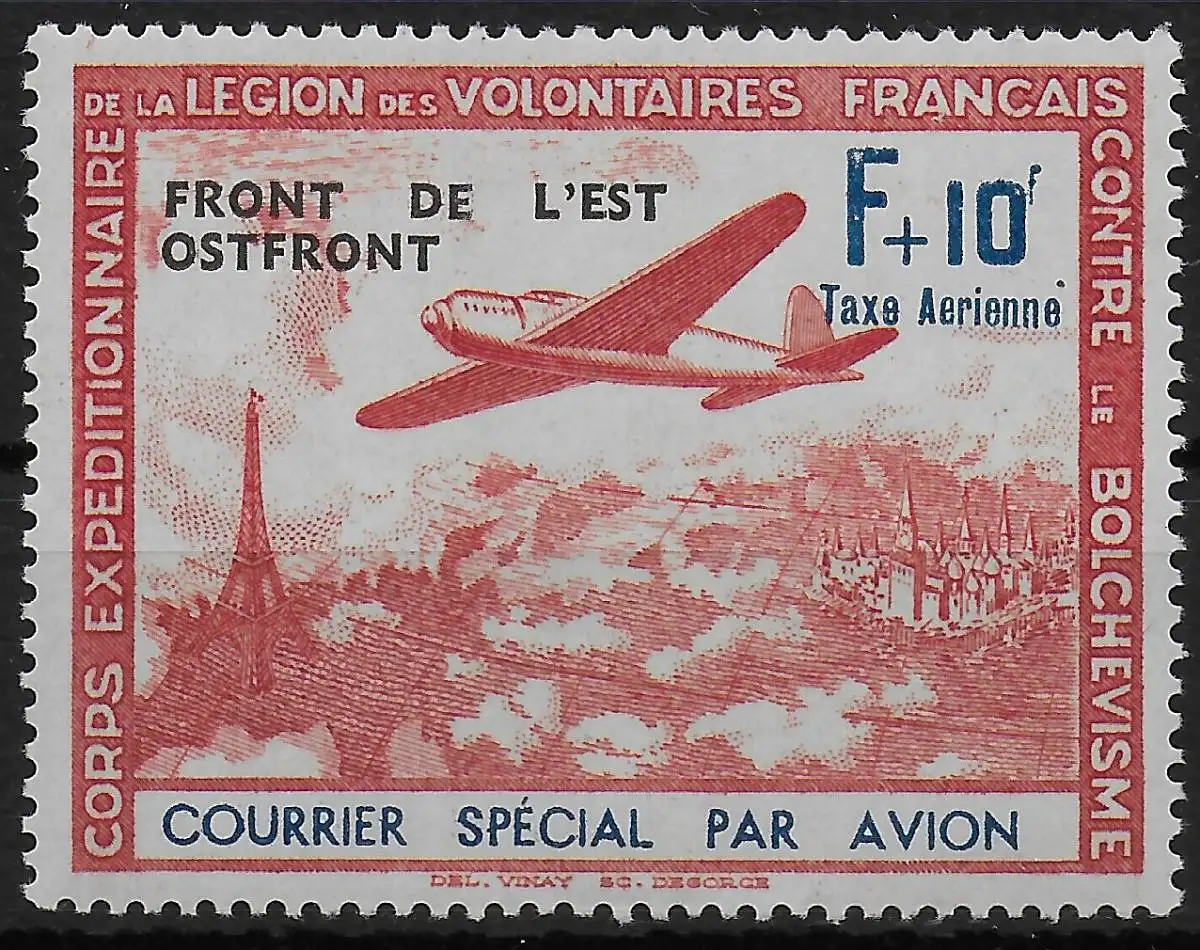 CORPS EXPEDITIONNAIRE
DE LA LEGION DES VOLONTAIRES FRANÇAIS
CONTRE LE BOLCHEVISME
FRONT DE L'EST
OSTFRONT
F+10f
Taxe Aerienne
COURRIER SPÉCIAL PAR AVION
DEL. VINAY SC. DEGORCE